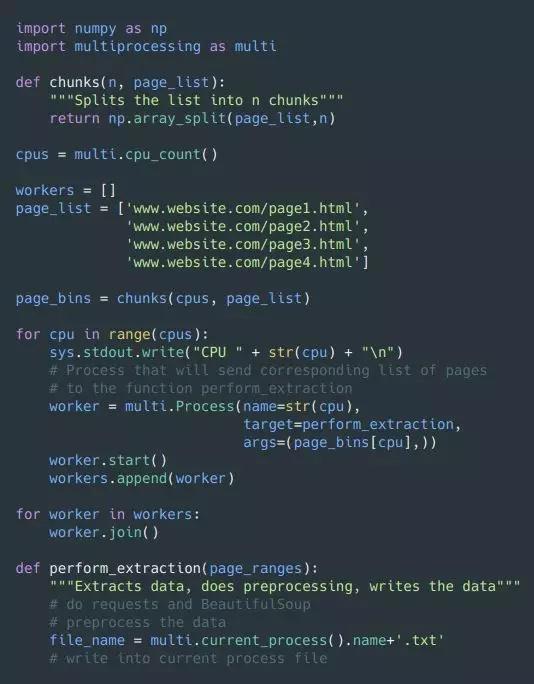 import numpy as np
import multiprocessing as multi

def chunks(n, page_list):
    """Splits the list into n chunks"""
    return np.array_split(page_list,n)

cpus = multi.cpu_count()

workers = []
page_list = ['www.website.com/page1.html',
             'www.website.com/page2.html',
             'www.website.com/page3.html',
             'www.website.com/page4.html']

page_bins = chunks(cpus, page_list)

for cpu in range(cpus):
    sys.stdout.write("CPU " + str(cpu) + "\n")
    # Process that will send corresponding list of pages
    # to the function perform_extraction
    worker = multi.Process(name=str(cpu),
                           target=perform_extraction,
                           args=(page_bins[cpu],))
    worker.start()
    workers.append(worker)

for worker in workers:
    worker.join()

def perform_extraction(page_ranges):
    """Extracts data, does preprocessing, writes the data"""
    # do requests and BeautifulSoup
    # preprocess the data
    file_name = multi.current_process().name+'.txt'
    # write into current process file